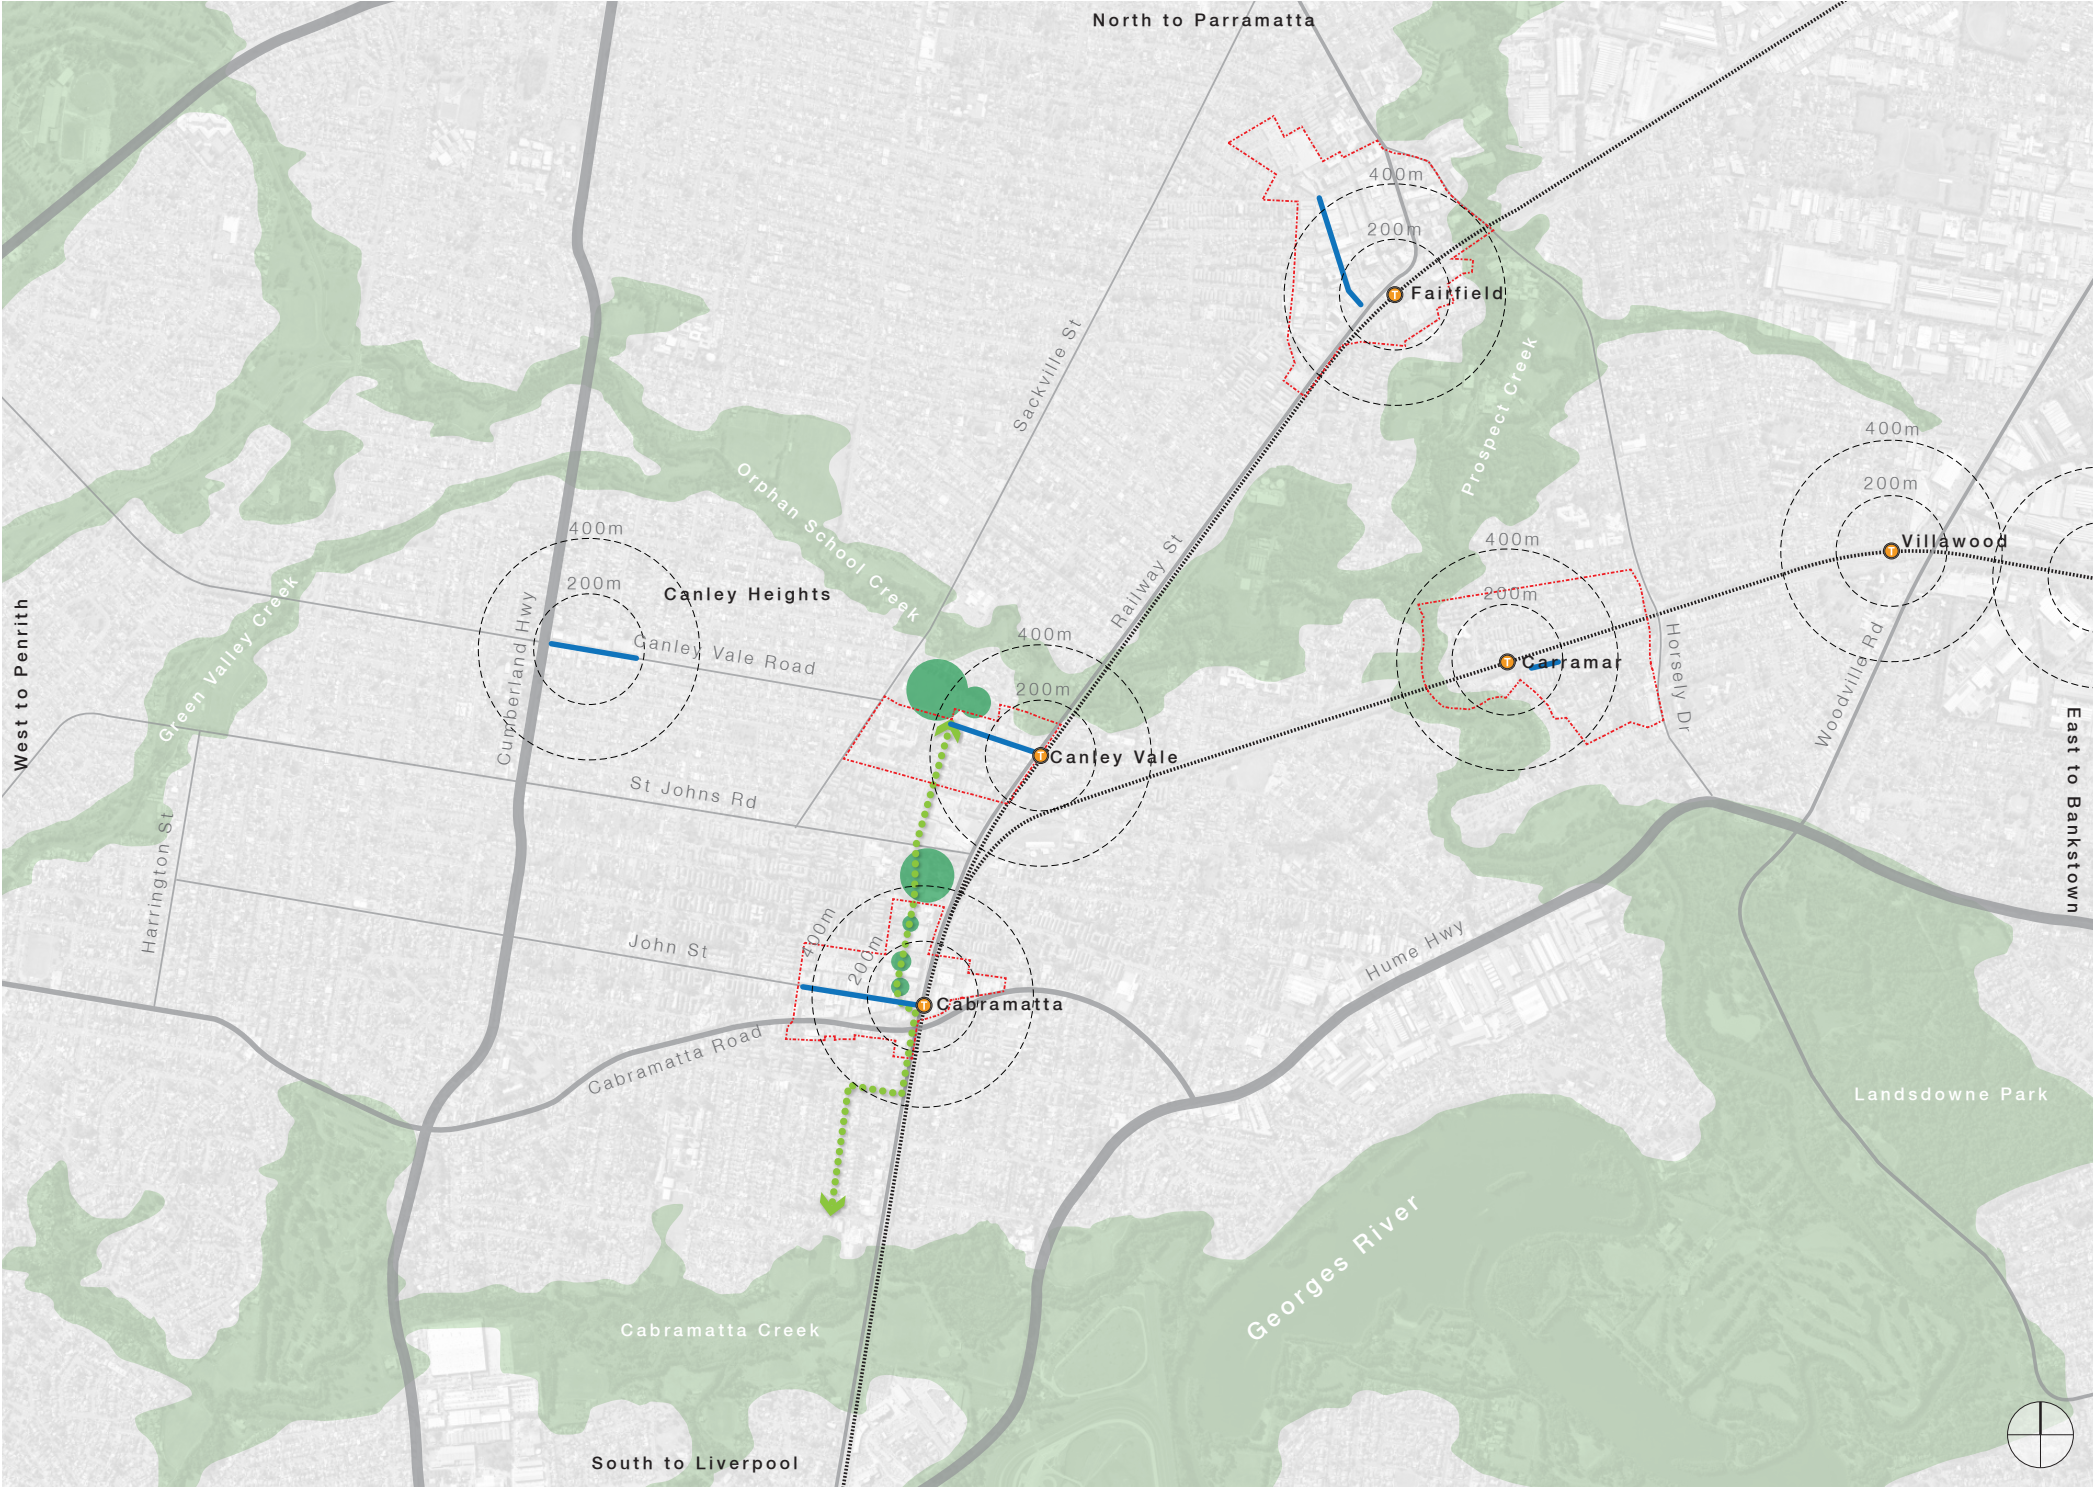 North to Parramatta
400m
200m
T
Fairfield
Sackville St
Prospect Creek
400m
200m
T
Villawood
Orphan School Creek
400m
200m
Canley Heights
Canley Vale Road
Cumberland Hwy
Green Valley Creek
West to Penrith
Railway St
400m
200m
T
Carramar
Horsely Dr
Woodville Rd
East to Bankstown
400m
200m
T
Canley Vale
St Johns Rd
Harrington St
John St
400m
200m
T
Cabramatta
Cabramatta Road
Hume Hwy
Landsdowne Park
Georges River
Cabramatta Creek
South to Liverpool